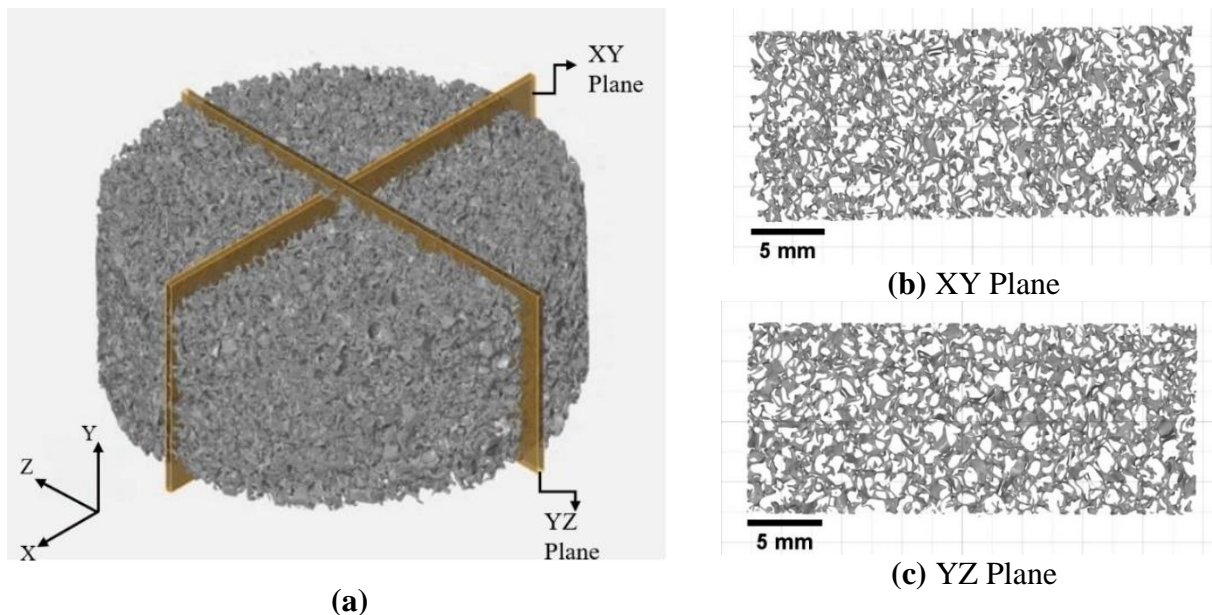 XY
Plane
Y
Z
X
YZ
Plane
(a)
5 mm
(b) XY Plane
5 mm
(c) YZ Plane